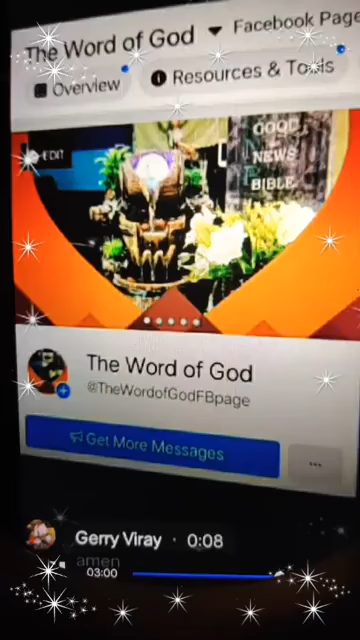 The Word of God
Facebook Page
Overview
Resources & Tools
EDIT
GOOD
NEWS
BIBLE
The Word of God
@TheWordofGodFBpage
Get More Messages
...
Gerry Viray · 0:08
amen
03:00